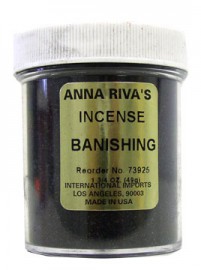 ANNA RIVA'S
INCENSE
BANISHING
Reorder No. 73925
1 3/4 OZ. (49g)
INTERNATIONAL IMPORTS
LOS ANGELES, 90003
MADE IN USA